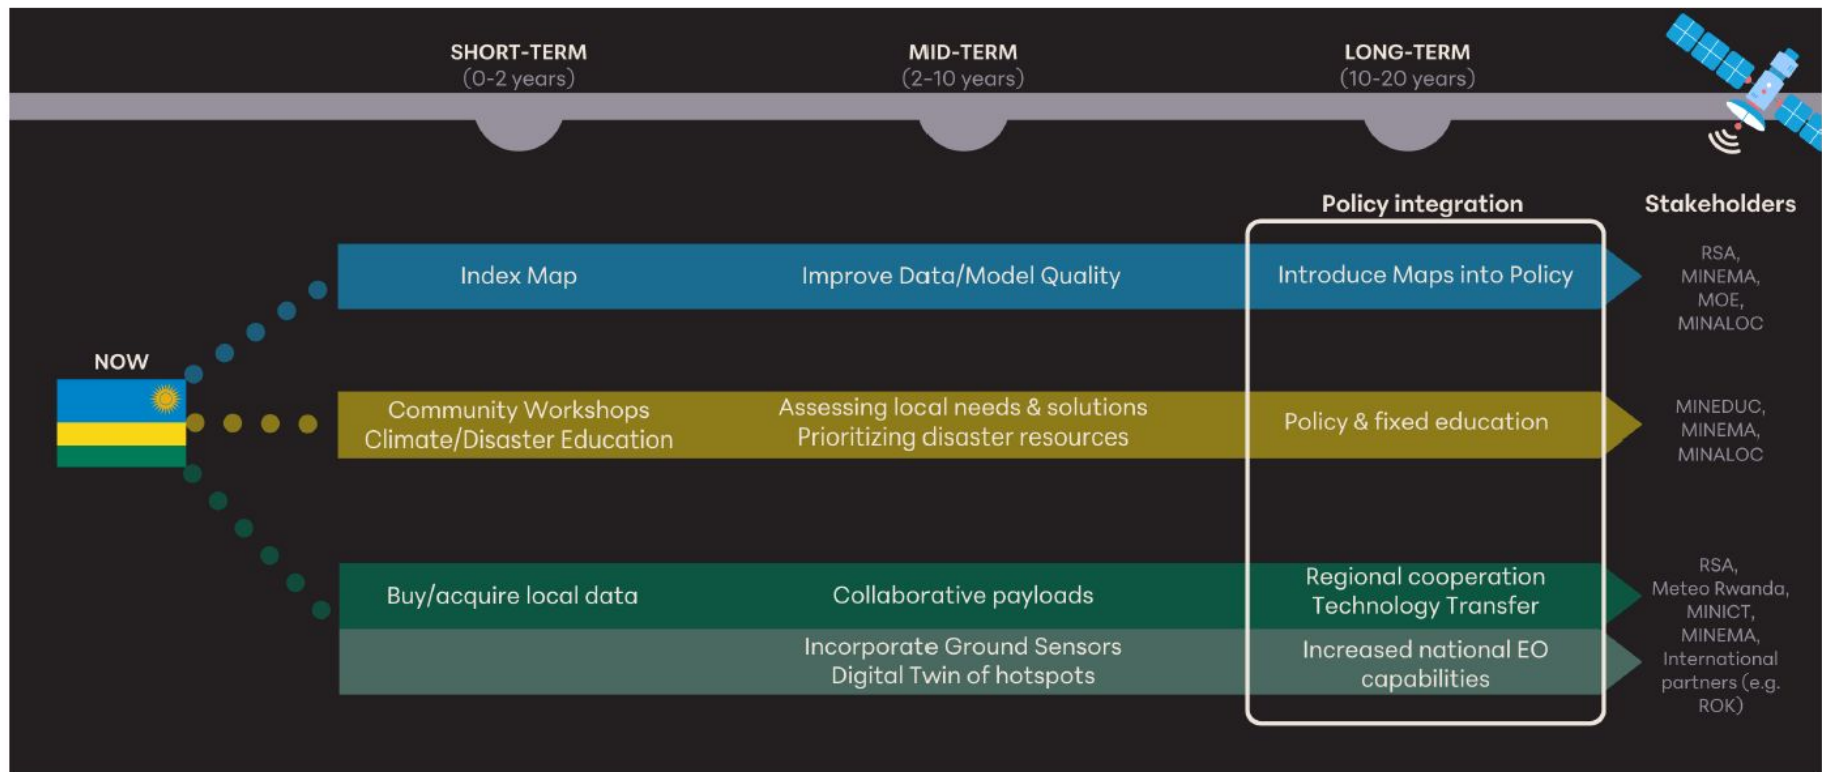 SHORT-TERM
(0-2 years)
MID-TERM
(2-10 years)
LONG-TERM
(10-20 years)
Policy integration
Stakeholders
NOW
Index Map
Improve Data/Model Quality
Introduce Maps into Policy
RSA,
MINEMA,
MOE,
MINALOC
Community Workshops
Climate/Disaster Education
Assessing local needs & solutions
Prioritizing disaster resources
Policy & fixed education
MINEDUC,
MINEMA,
MINALOC
Buy/acquire local data
Collaborative payloads
Regional cooperation
Technology Transfer
Incorporate Ground Sensors
Digital Twin of hotspots
Increased national EO
capabilities
RSA,
Meteo Rwanda,
MINICT,
MINEMA,
International
partners (e.g.
ROK)